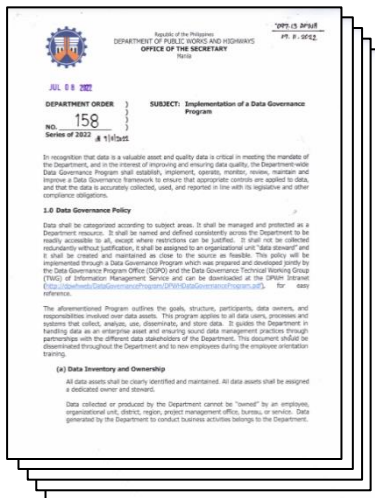 Republic of the Philippines
DEPARTMENT OF PUBLIC WORKS AND HIGHWAYS
OFFICE OF THE SECRETARY
Manila
JUL 08 2022
DEPARTMENT ORDER )
)
NO. 158 )
Series of 2022
SUBJECT: Implementation of a Data Governance
Program
In recognition that data is a valuable asset and quality data is critical in meeting the mandate of
the Department, and in the interest of improving and ensuring data quality, the Department-wide
Data Governance Program shall establish, implement, operate, monitor, review, maintain and
improve a Data Governance framework to ensure that appropriate controls are applied to data,
and that the data is accurately collected, used, and reported in line with its legislative and other
compliance obligations.
1.0 Data Governance Policy
Data shall be categorized according to subject areas. It shall be managed and protected as a
Department resource. It shall be named and defined consistently across the Department to be
readily accessible to all, except where restrictions can be justified. It shall not be collected
redundantly without justification, it shall be assigned to an organizational unit "data steward" and
it shall be created and maintained as close to the source as feasible. This policy will be
implemented through a Data Governance Program which was prepared and developed jointly by
the Data Governance Program Office (DGPO) and the Data Governance Technical Working Group
(TWG) of Information Management Service and can be downloaded at the DPWH Intranet
(http://dpwhweb/DataGovernanceProgram/DPWHDataGovernanceProgram.pdf), for easy
reference.
The aforementioned Program outlines the goals, structure, participants, data owners, and
responsibilities involved over data assets. This program applies to all data users, processes and
systems that collect, analyze, use, disseminate, and store data. It guides the Department in
handling data as an enterprise asset and ensuring sound data management practices through
partnerships with the different data stakeholders of the Department. This document should be
disseminated throughout the Department and to new employees during the employee orientation
training.
(a) Data Inventory and Ownership
All data assets shall be clearly identified and maintained. All data assets shall be assigned
a dedicated owner and steward.
Data collected or produced by the Department cannot be "owned" by an employee,
organizational unit, district, region, project management office, bureau, or service. Data
generated by the Department to conduct business activities belongs to the Department.